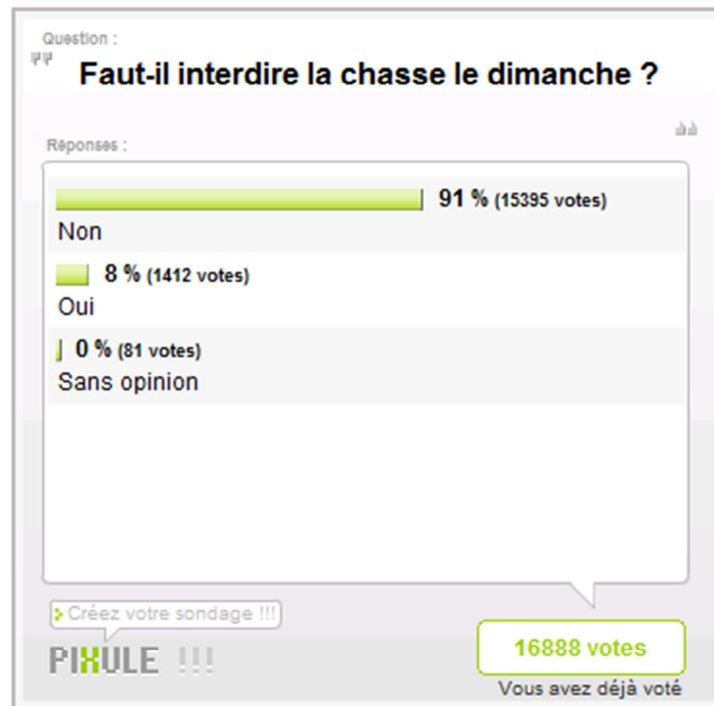 Question :
Faut-il interdire la chasse le dimanche ?
Réponses :
91 % (15395 votes)
Non
8 % (1412 votes)
Oui
0 % (81 votes)
Sans opinion
Créez votre sondage !!!
PIXULE !!!
16888 votes
Vous avez déjà voté